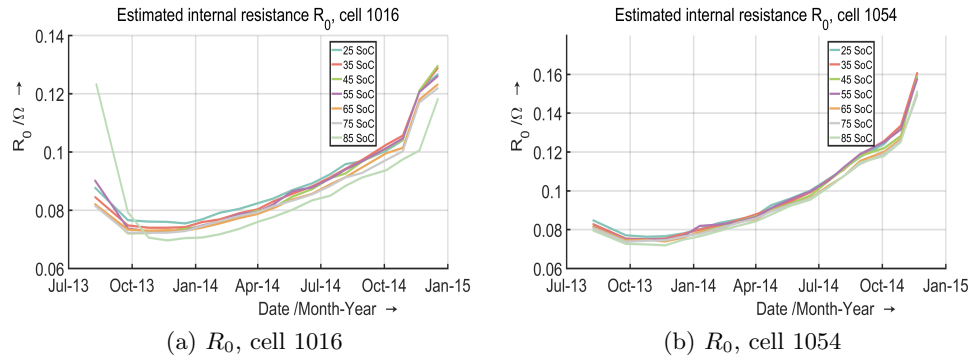 Estimated internal resistance R0, cell 1016
R0 /Ω →
0.14
0.12
0.1
0.08
0.06
25 SoC
35 SoC
45 SoC
55 SoC
65 SoC
75 SoC
85 SoC
Jul-13 Oct-13 Jan-14 Apr-14 Jul-14 Oct-14 Jan-15
Date /Month-Year →
(a) R0, cell 1016
Estimated internal resistance R0, cell 1054
R0 /Ω →
0.16
0.14
0.12
0.1
0.08
0.06
25 SoC
35 SoC
45 SoC
55 SoC
65 SoC
75 SoC
85 SoC
Jul-13 Oct-13 Jan-14 Apr-14 Jul-14 Oct-14 Jan-15
Date /Month-Year →
(b) R0, cell 1054